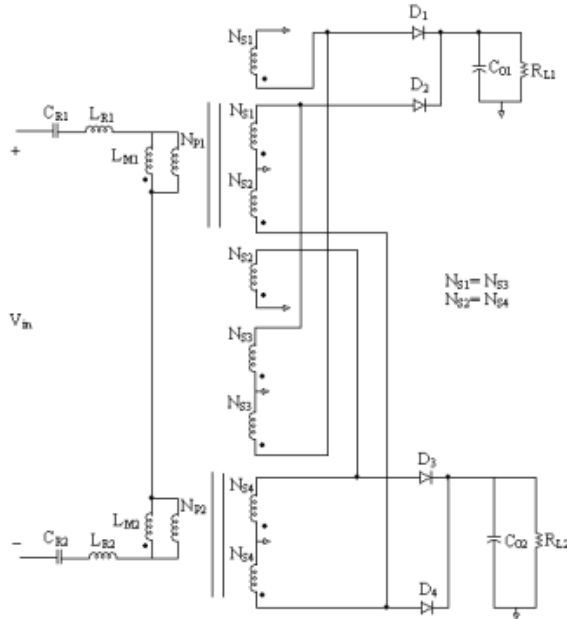 D1
NS1
CO1
RL1
D2
CR1
LR1
NS1
NP1
+
LM1
NS2
NS2
NS1= NS3
NS2= NS4
Vin
NS3
NS3
D3
NS4
NP2
LM2
−
CR2
LR2
NS4
CO2
RL2
D4